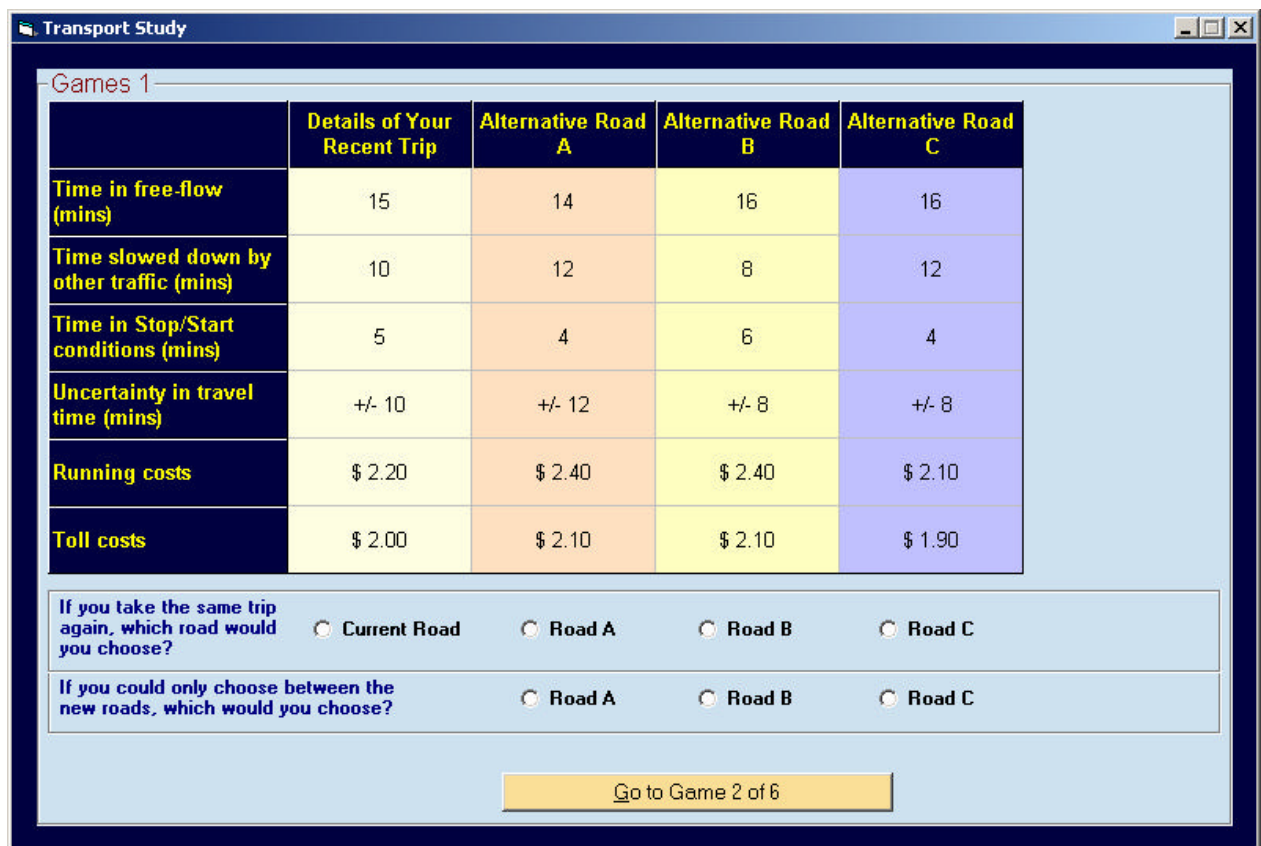 Transport Study
Games 1
Details of Your
Recent Trip
Alternative Road
A
Alternative Road
B
Alternative Road
C
Time in free-flow
(mins)
15
14
16
16
Time slowed down by
other traffic (mins)
10
12
8
12
Time in Stop/Start
conditions (mins)
5
4
6
4
Uncertainty in travel
time (mins)
+/- 10
+/- 12
+/- 8
+/- 8
Running costs
$ 2.20
$ 2.40
$ 2.40
$ 2.10
Toll costs
$ 2.00
$ 2.10
$ 2.10
$ 1.90
If you take the same trip
again, which road would
you choose?
Current Road
Road A
Road B
Road C
If you could only choose between the
new roads, which would you choose?
Road A
Road B
Road C
Go to Game 2 of 6